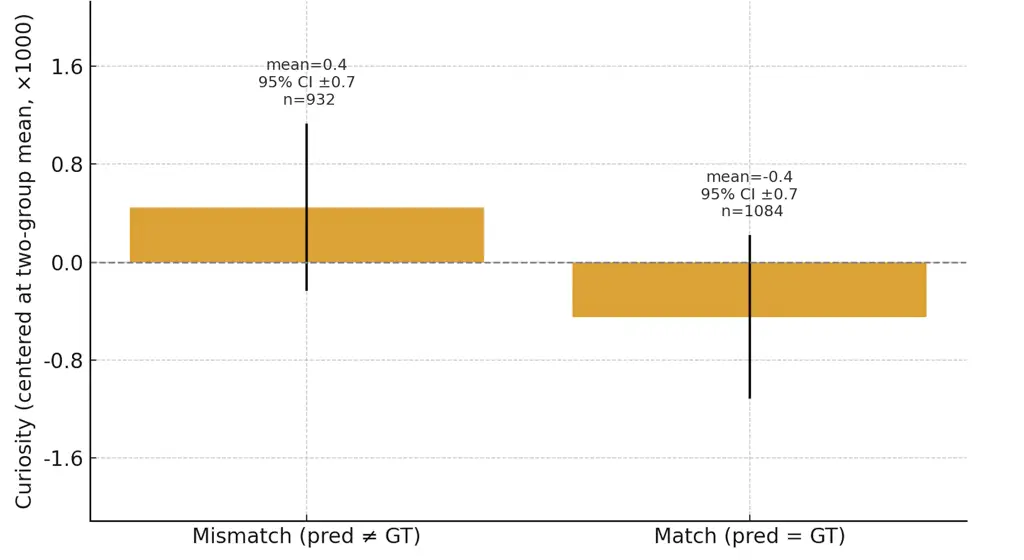 Curiosity (centered at two-group mean, ×1000)
1.6
0.8
0.0
-0.8
-1.6
mean=0.4
95% CI ±0.7
n=932
mean=-0.4
95% CI ±0.7
n=1084
Mismatch (pred ≠ GT)
Match (pred = GT)